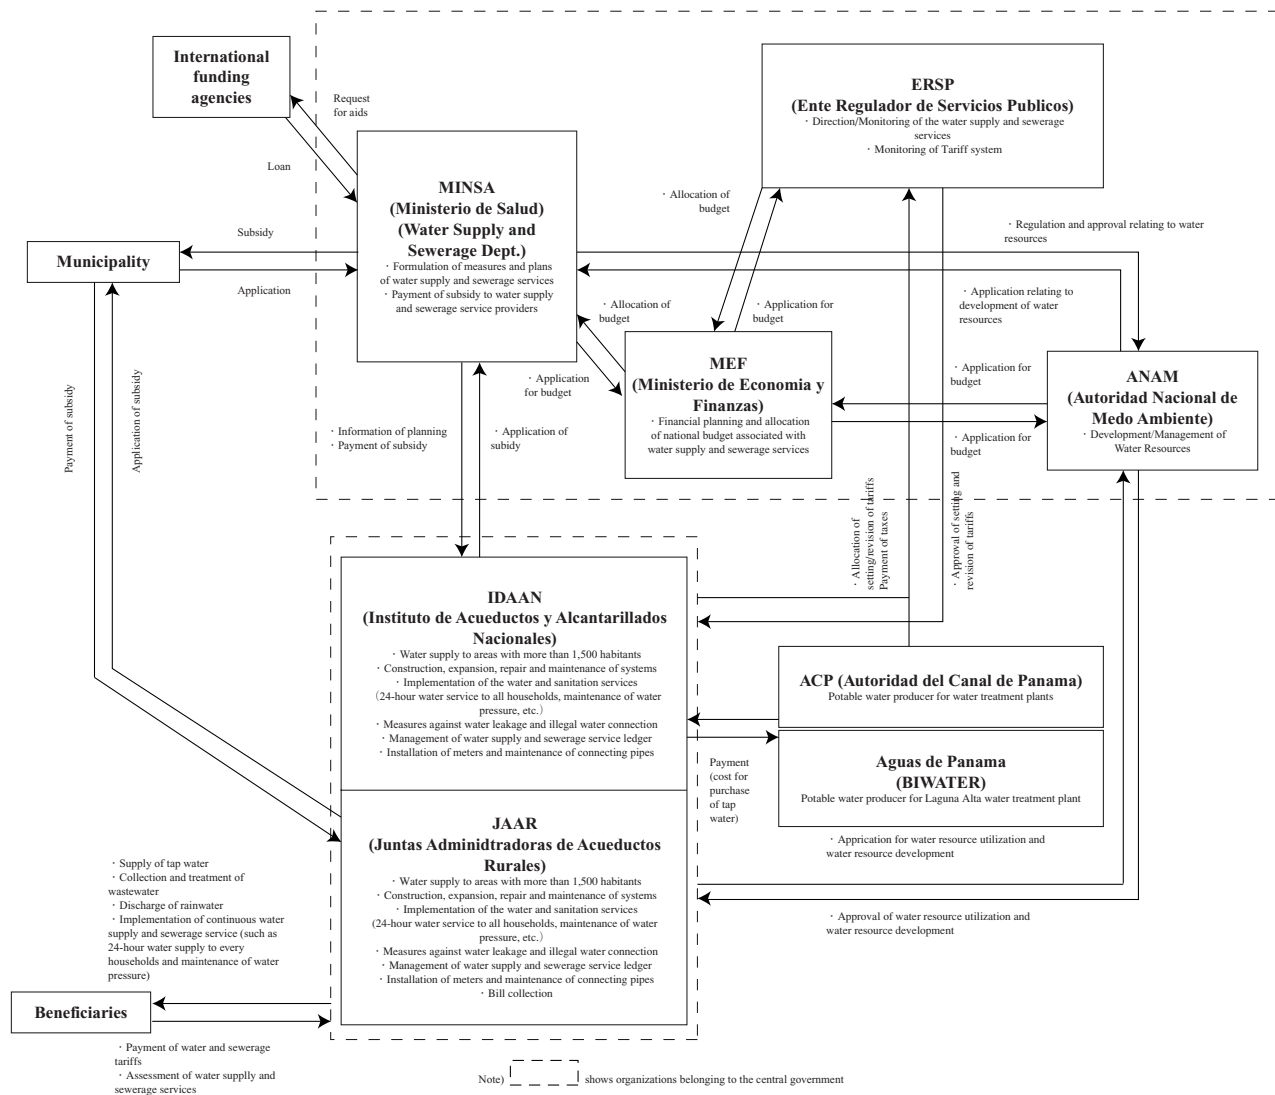 International
funding
agencies
Request
for aids
Loan
ERSP
(Ente Regulador de Servicios Publicos)
· Direction/Monitoring of the water supply and sewerage
services
· Monitoring of Tariff system
MINSA
(Ministerio de Salud)
(Water Supply and
Sewerage Dept.)
· Formulation of measures and plans
of water supply and sewerage services
· Payment of subsidy to water supply
and sewerage service providers
· Allocation of
budget
· Regulation and approval relating to water
resources
Subsidy
Municipality
Application
· Allocation of
budget
· Application for
budget
· Application relating to
development of water
resources
MEF
(Ministerio de Economia y
Finanzas)
· Financial planning and allocation
of national budget associated with
water supply and sewerage services
· Application
for budget
· Application for
budget
ANAM
(Autoridad Nacional de
Medo Ambiente)
· Development/Management of
Water Resources
· Application for
budget
Payment of subsidy
Application of subsidy
· Information of planning
· Payment of subsidy
· Application of
subidy
· Allocation of
setting/revision of tariffs
Payment of taxes
· Approval of setting and
revision of tariffs
IDAAN
(Instituto de Acueductos y Alcantarillados
Nacionales)
· Water supply to areas with more than 1,500 habitants
· Construction, expansion, repair and maintenance of systems
· Implementation of the water and sanitation services
(24-hour water service to all households, maintenance of water
pressure, etc.)
· Measures against water leakage and illegal water connection
· Management of water supply and sewerage service ledger
· Installation of meters and maintenance of connecting pipes
ACP (Autoridad del Canal de Panama)
Potable water producer for water treatment plants
Aguas de Panama
(BIWATER)
Potable water producer for Laguna Alta water treatment plant
Payment
(cost for
purchase
of tap
water)
JAAR
(Juntas Adminidtradoras de Acueductos
Rurales)
· Water supply to areas with more than 1,500 habitants
· Construction, expansion, repair and maintenance of systems
· Implementation of the water and sanitation services
(24-hour water service to all households, maintenance of water
pressure, etc.)
· Measures against water leakage and illegal water connection
· Management of water supply and sewerage service ledger
· Installation of meters and maintenance of connecting pipes
· Bill collection
· Apprication for water resource utilization and
water resource development
· Approval of water resource utilization and
water resource development
· Supply of tap water
· Collection and treatment of
wastewater
· Discharge of rainwater
· Implementation of continuous water
supply and sewerage service (such as
24-hour water supply to every
households and maintenance of water
pressure)
Beneficiaries
· Payment of water and sewerage
tariffs
· Assessment of water supplly and
sewerage services
Note)
shows organizations belonging to the central government